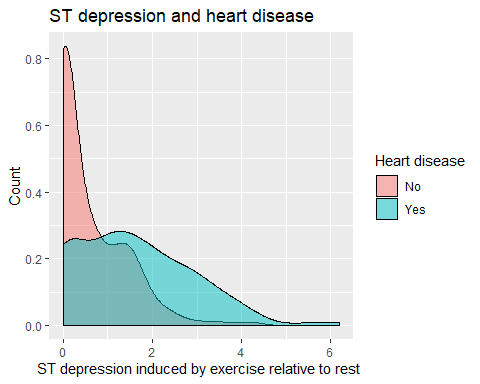 ST depression and heart disease
Count
0.8
0.6
0.4
0.2
0.0
0
2
4
6
ST depression induced by exercise relative to rest
Heart disease
No
Yes